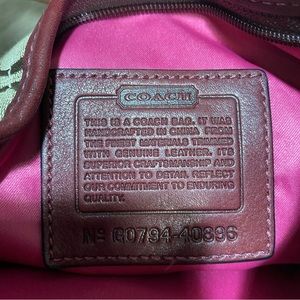 COACH
THIS IS A COACH BAG. IT WAS
HANDCRAFTED IN CHINA FROM
THE FINEST MATERIALS TRIMMED
WITH GENUINE LEATHER. ITS
SUPERIOR CRAFTSMANSHIP AND
ATTENTION TO DETAIL REFLECT
OUR COMMITMENT TO ENDURING
QUALITY.
Nº G0794-40396